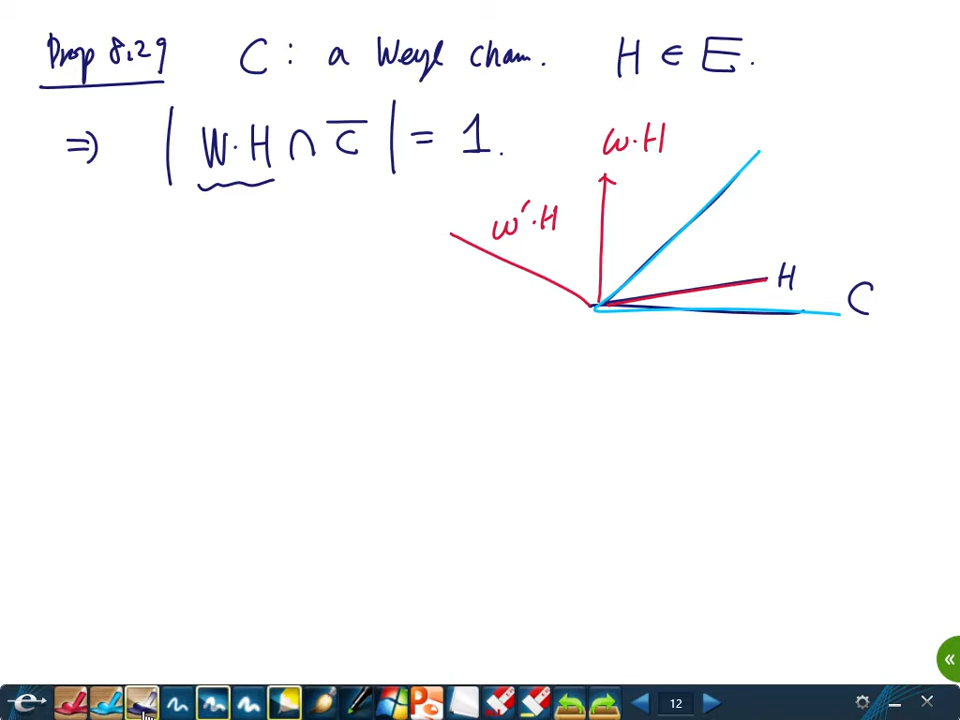 Prop 8.29 C : a Weyl cham. H ∈ E.
⇒ | W·H ∩ C̅ | = 1.
w·H
w′·H
H
C
12